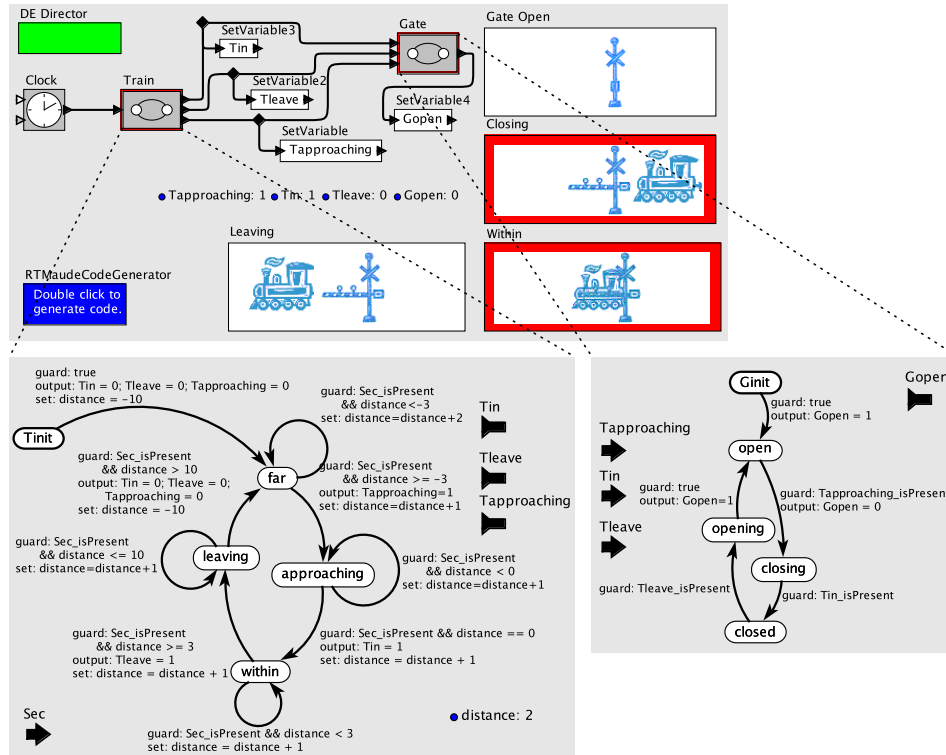 DE Director
SetVariable3
Tin
Gate
Gate Open
Clock
Train
SetVariable2
Tleave
SetVariable4
Gopen
SetVariable
Tapproaching
Closing
Tapproaching: 1 Tin: 1 Tleave: 0 Gopen: 0
Leaving
Within
RTMaudeCodeGenerator
Double click to
generate code.
guard: true
output: Tin = 0; Tleave = 0; Tapproaching = 0
set: distance = -10
Tinit
guard: Sec_isPresent
&& distance<-3
set: distance=distance+2
Tin
Tleave
Tapproaching
guard: Sec_isPresent
&& distance > 10
output: Tin = 0; Tleave = 0;
Tapproaching = 0
set: distance = -10
far
guard: Sec_isPresent
&& distance >= -3
output: Tapproaching=1
set: distance=distance+1
guard: Sec_isPresent
&& distance <= 10
set: distance=distance+1
leaving
approaching
guard: Sec_isPresent
&& distance < 0
set: distance=distance+1
guard: Sec_isPresent
&& distance >= 3
output: Tleave = 1
set: distance = distance + 1
within
guard: Sec_isPresent && distance == 0
output: Tin = 1
set: distance = distance + 1
Sec
guard: Sec_isPresent && distance < 3
set: distance = distance + 1
distance: 2
Ginit
Gopen
guard: true
output: Gopen = 1
Tapproaching
open
Tin
guard: true
output: Gopen=1
guard: Tapproaching_isPresent
output: Gopen = 0
Tleave
opening
closing
guard: Tleave_isPresent
guard: Tin_isPresent
closed